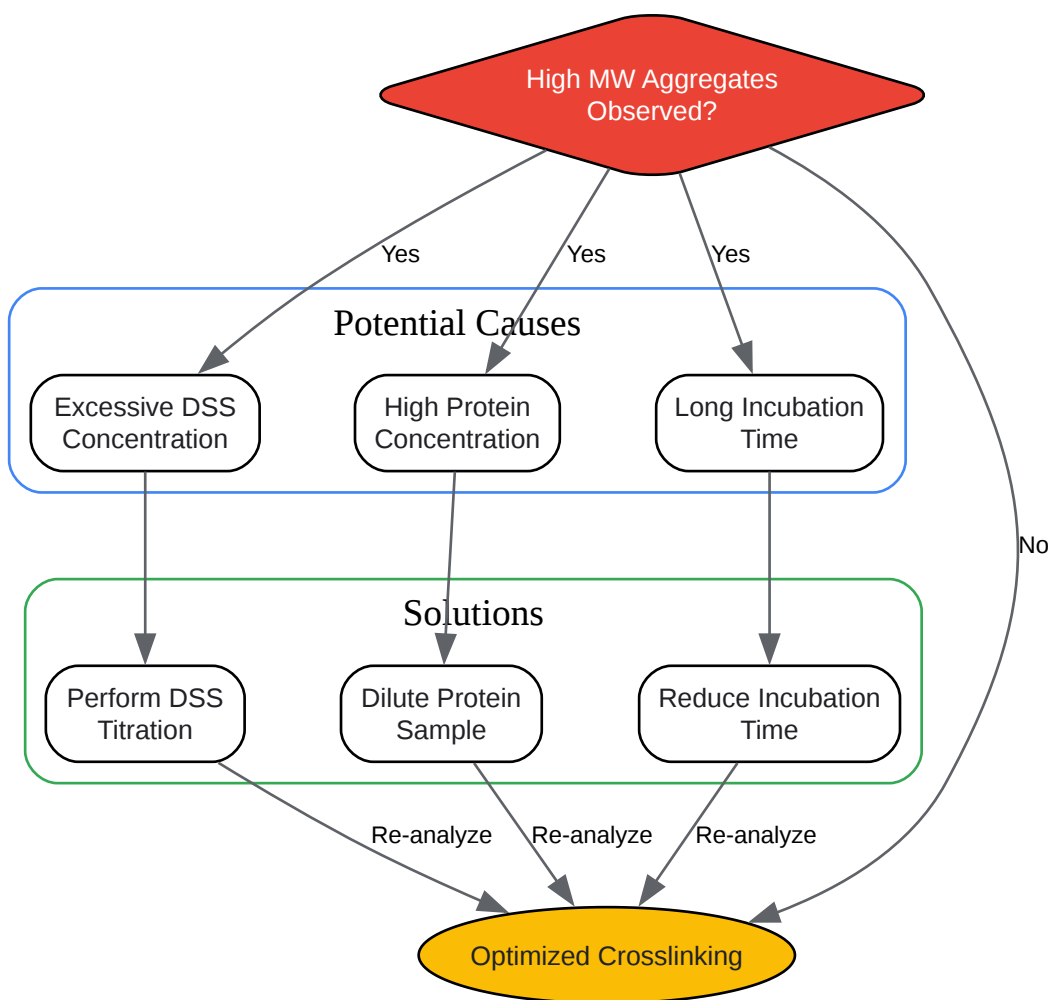 High MW Aggregates
Observed?
Yes
Yes
Yes
Potential Causes
Excessive DSS
Concentration
High Protein
Concentration
Long Incubation
Time
No
Solutions
Perform DSS
Titration
Dilute Protein
Sample
Reduce Incubation
Time
Re-analyze
Re-analyze
Re-analyze
Optimized Crosslinking